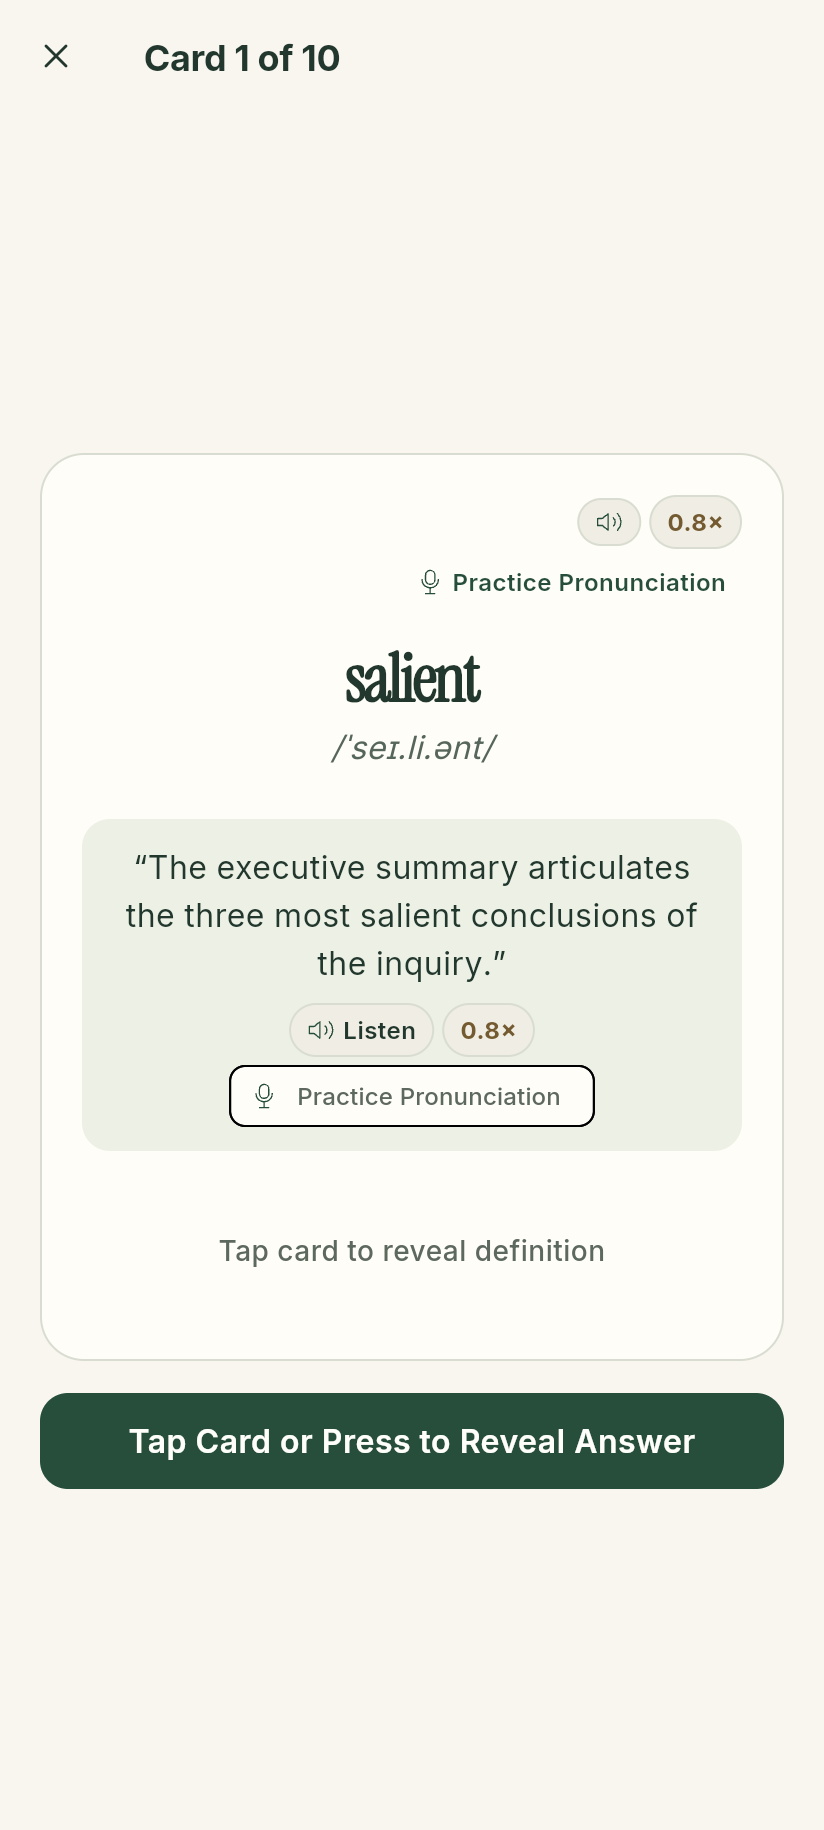 Card 1 of 10
0.8×
Practice Pronunciation
salient
/ˈseɪ.li.ənt/
“The executive summary articulates
the three most salient conclusions of
the inquiry.”
Listen 0.8×
Practice Pronunciation
Tap card to reveal definition
Tap Card or Press to Reveal Answer